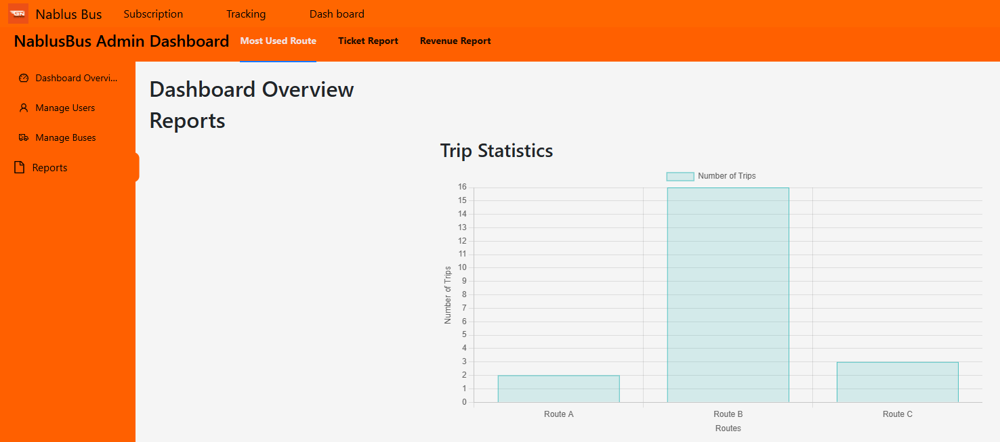 GN
Nablus Bus Subscription Tracking Dash board
NablusBus Admin Dashboard Most Used Route Ticket Report Revenue Report
Dashboard Overvi...
Manage Users
Manage Buses
Reports
Dashboard Overview
Reports
Trip Statistics
Number of Trips
16
15
14
13
12
11
10
9
8
7
6
5
4
3
2
1
0
Number of Trips
Route A Route B Route C
Routes